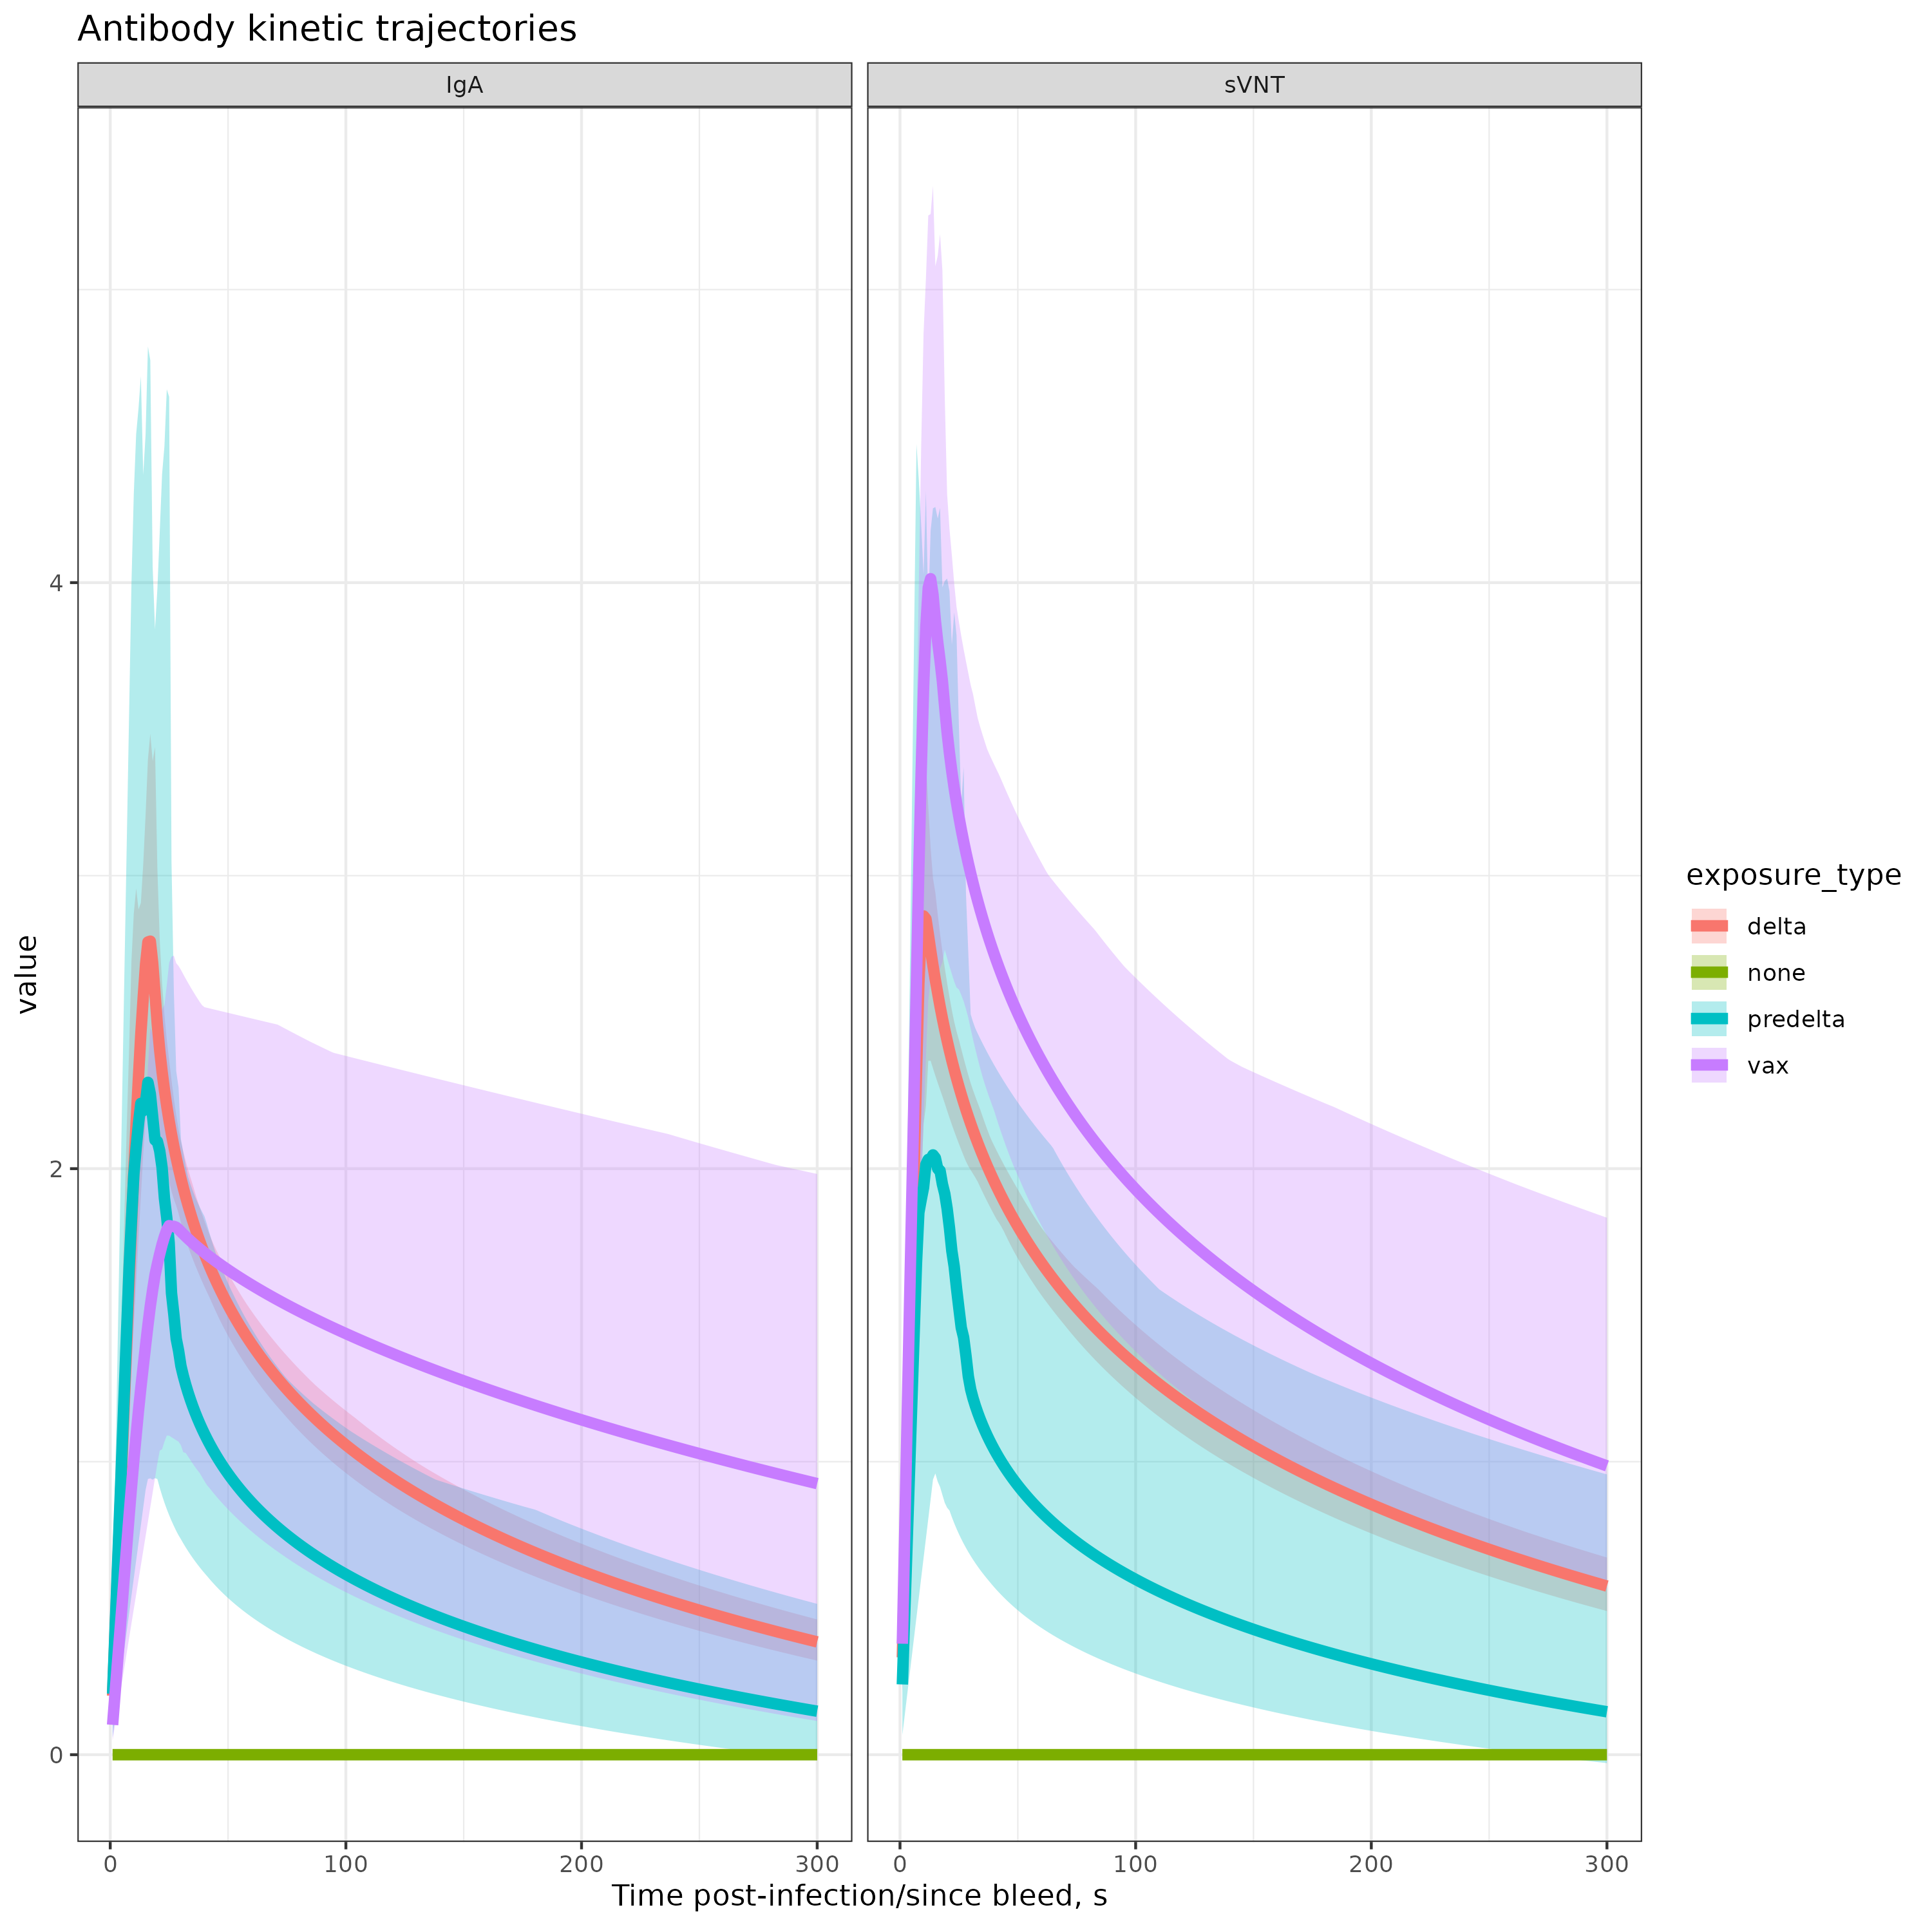 Antibody kinetic trajectories
IgA
sVNT
value
4
2
0
0
100
200
300
0
100
200
300
Time post-infection/since bleed, s
exposure_type
delta
none
predelta
vax